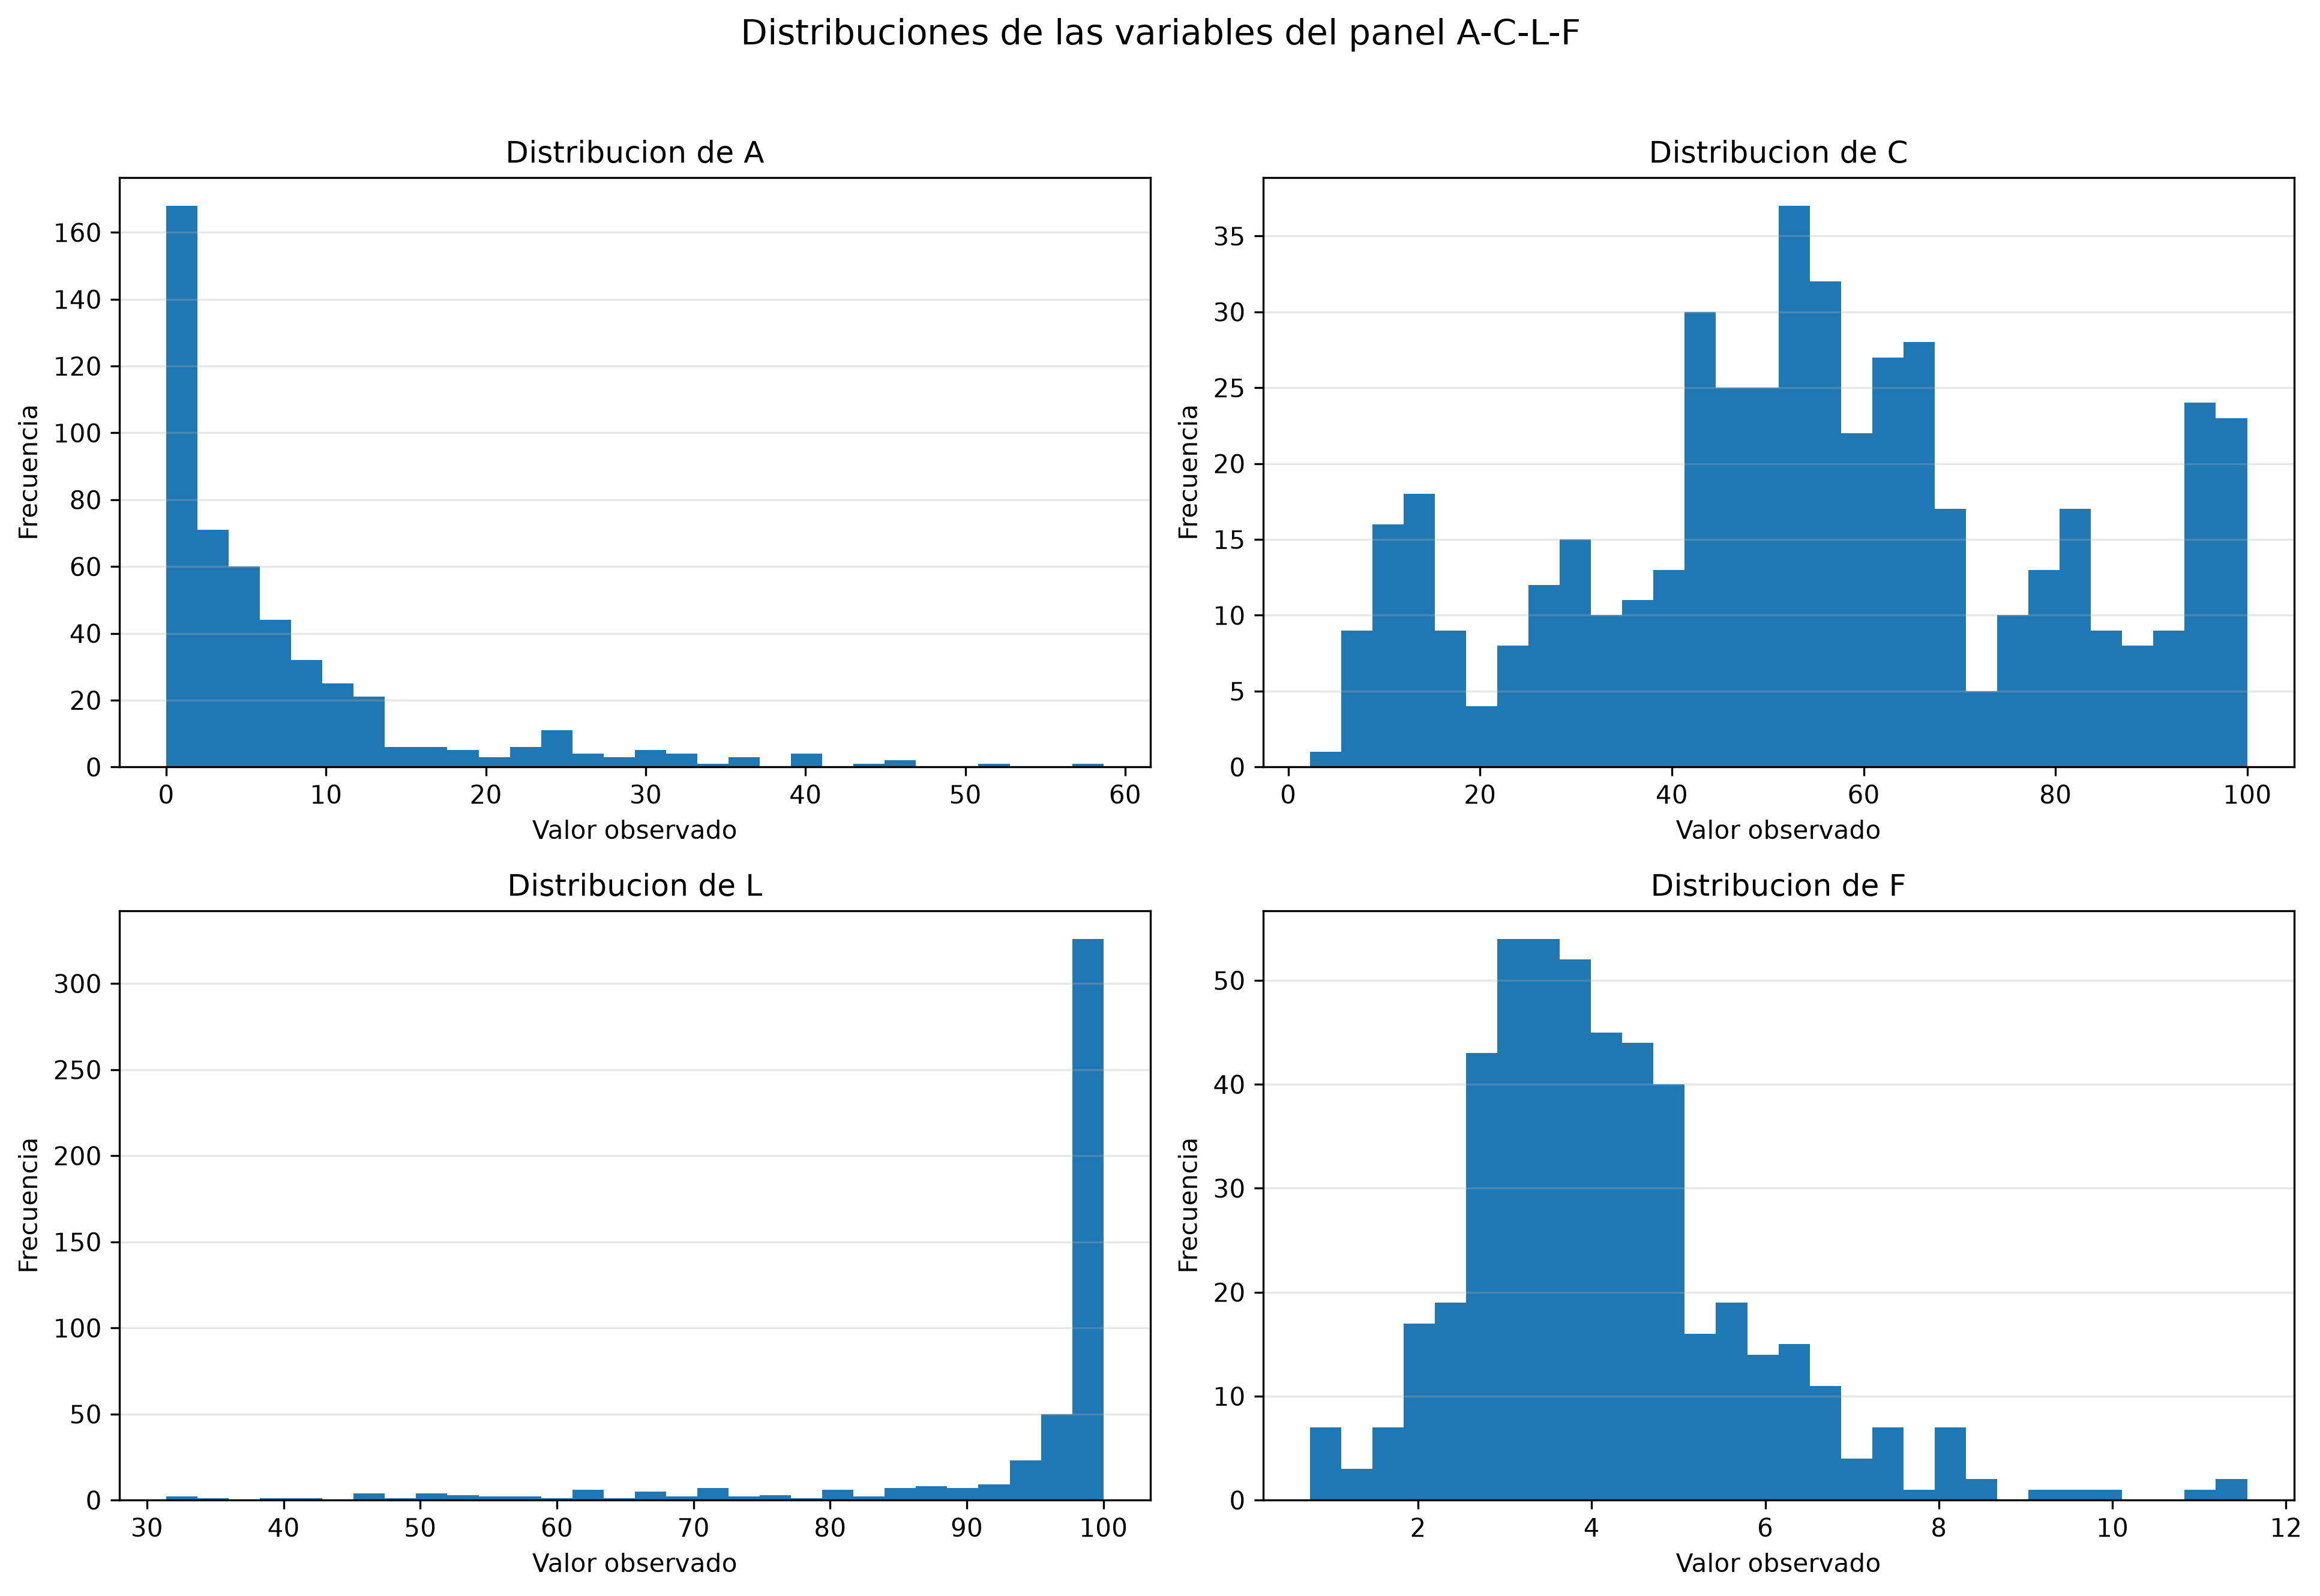 Distribuciones de las variables del panel A-C-L-F
Distribucion de A
Frecuencia
160
140
120
100
80
60
40
20
0
0 10 20 30 40 50 60
Valor observado
Distribucion de C
Frecuencia
35
30
25
20
15
10
5
0
0 20 40 60 80 100
Valor observado
Distribucion de L
Frecuencia
300
250
200
150
100
50
0
30 40 50 60 70 80 90 100
Valor observado
Distribucion de F
Frecuencia
50
40
30
20
10
0
2 4 6 8 10 12
Valor observado